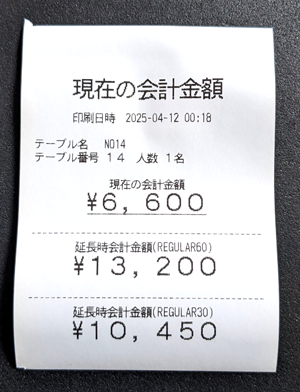 現在の会計金額
印刷日時 2025-04-12 00:18
テーブル名 NO14
テーブル番号 14 人数 1名
現在の会計金額
¥6,600
延長時会計金額(REGULAR60)
¥13,200
延長時会計金額(REGULAR30)
¥10,450